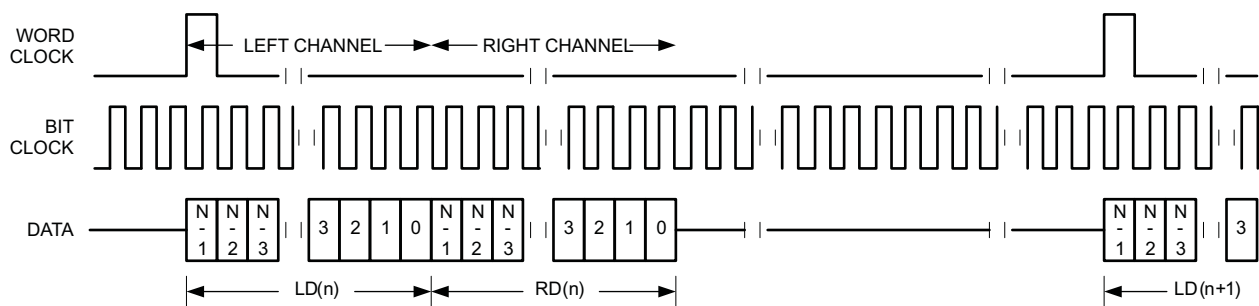 WORD
CLOCK
LEFT CHANNEL
RIGHT CHANNEL
BIT
CLOCK
DATA
N-1 N-2 N-3 3 2 1 0 N-1 N-2 N-3 3 2 1 0 N-1 N-2 N-3 3
LD(n) RD(n) LD(n+1)